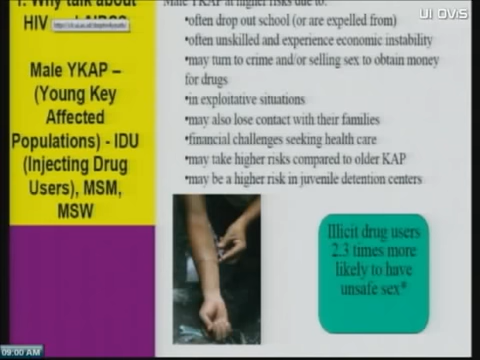 1. Why talk about
HIV
Male YKAP –
(Young Key
Affected
Populations) - IDU
(Injecting Drug
Users), MSM,
MSW
Male YKAP at higher risks due to:
•often drop out school (or are expelled from)
•often unskilled and experience economic instability
•may turn to crime and/or selling sex to obtain money
for drugs
•in exploitative situations
•may also lose contact with their families
•financial challenges seeking health care
•may take higher risks compared to older KAP
•may be a higher risk in juvenile detention centers
Illicit drug users
2.3 times more
likely to have
unsafe sex*
UI OVIS
09:00 AM